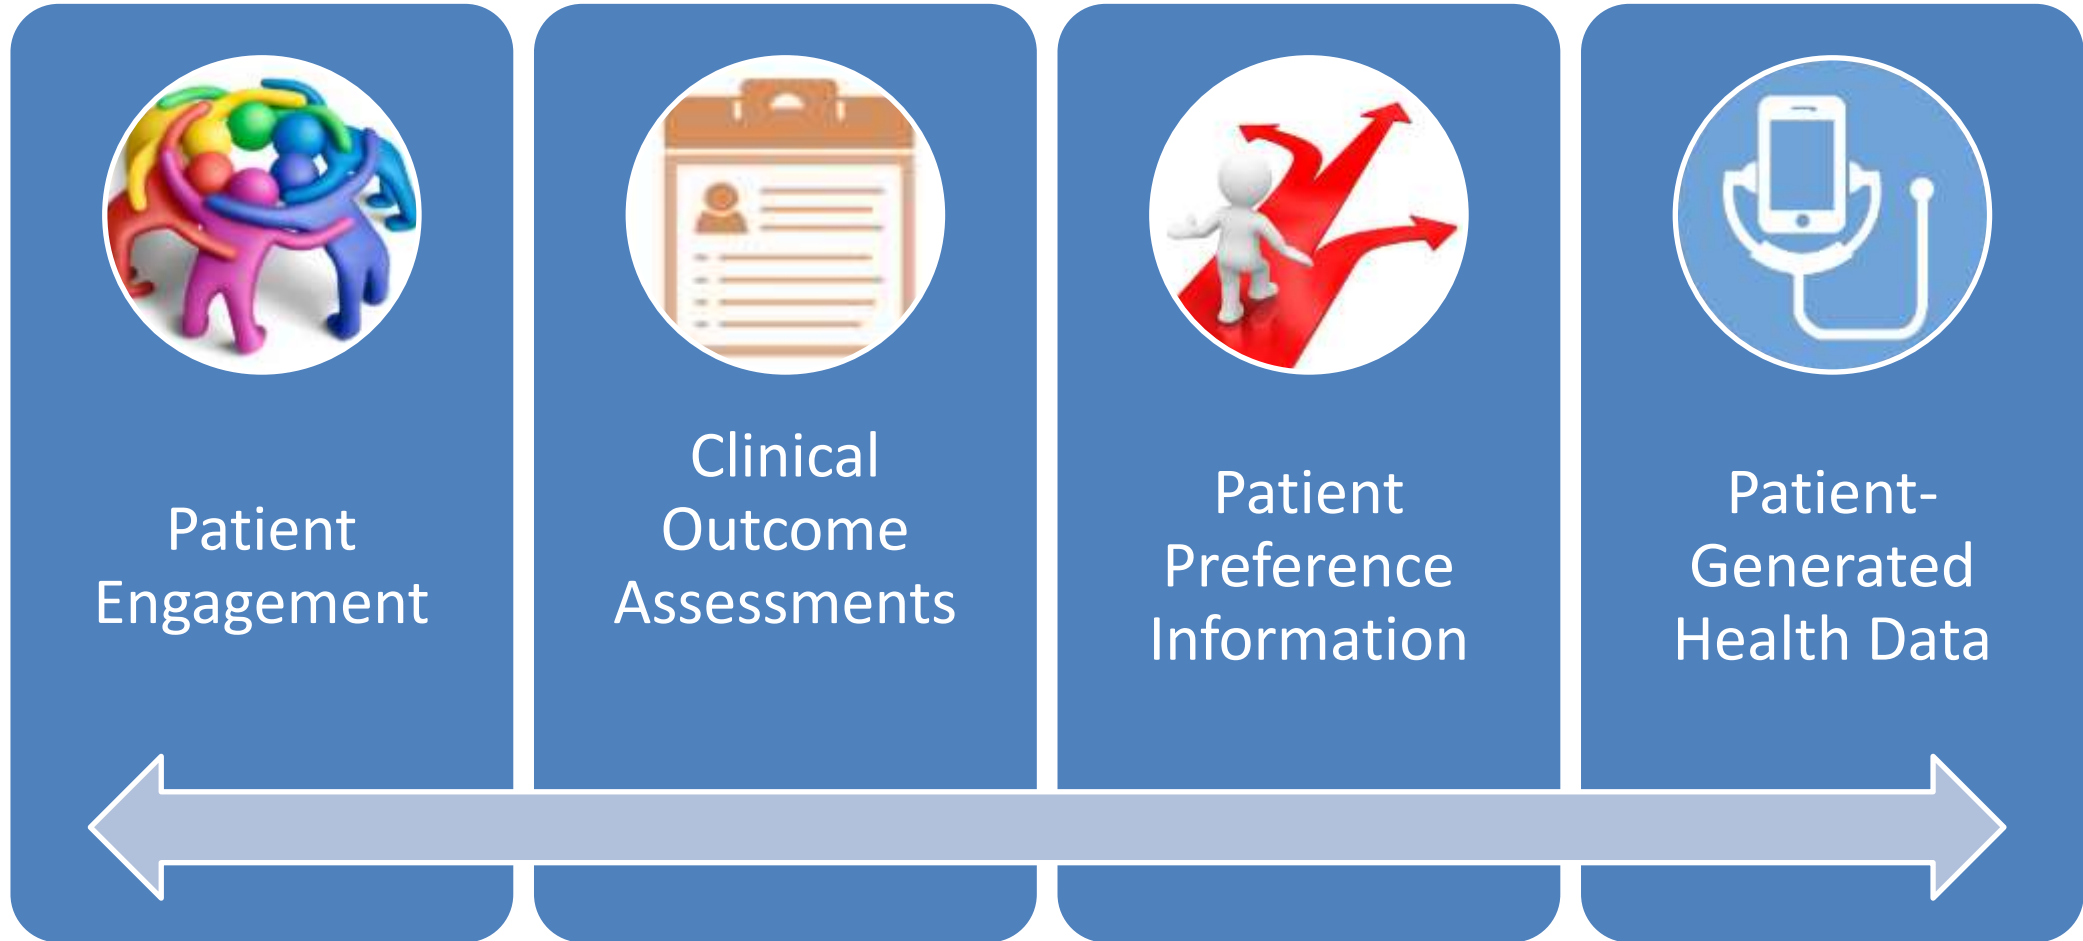 Patient
Engagement
Clinical
Outcome
Assessments
Patient
Preference
Information
Patient-
Generated
Health Data